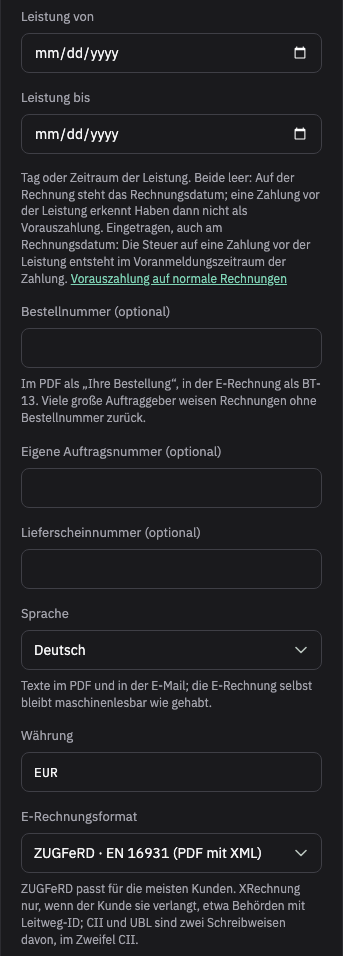 Leistung von
mm/dd/yyyy
Leistung bis
mm/dd/yyyy
Tag oder Zeitraum der Leistung. Beide leer: Auf der
Rechnung steht das Rechnungsdatum; eine Zahlung vor
der Leistung erkennt Haben dann nicht als
Vorauszahlung. Eingetragen, auch am
Rechnungsdatum: Die Steuer auf eine Zahlung vor der
Leistung entsteht im Voranmeldungszeitraum der
Zahlung. Vorauszahlung auf normale Rechnungen
Bestellnummer (optional)
Im PDF als „Ihre Bestellung“, in der E-Rechnung als BT-
13. Viele große Auftraggeber weisen Rechnungen ohne
Bestellnummer zurück.
Eigene Auftragsnummer (optional)
Lieferscheinnummer (optional)
Sprache
Deutsch
Texte im PDF und in der E-Mail; die E-Rechnung selbst
bleibt maschinenlesbar wie gehabt.
Währung
EUR
E-Rechnungsformat
ZUGFeRD · EN 16931 (PDF mit XML)
ZUGFeRD passt für die meisten Kunden. XRechnung
nur, wenn der Kunde sie verlangt, etwa Behörden mit
Leitweg-ID; CII und UBL sind zwei Schreibweisen
davon, im Zweifel CII.